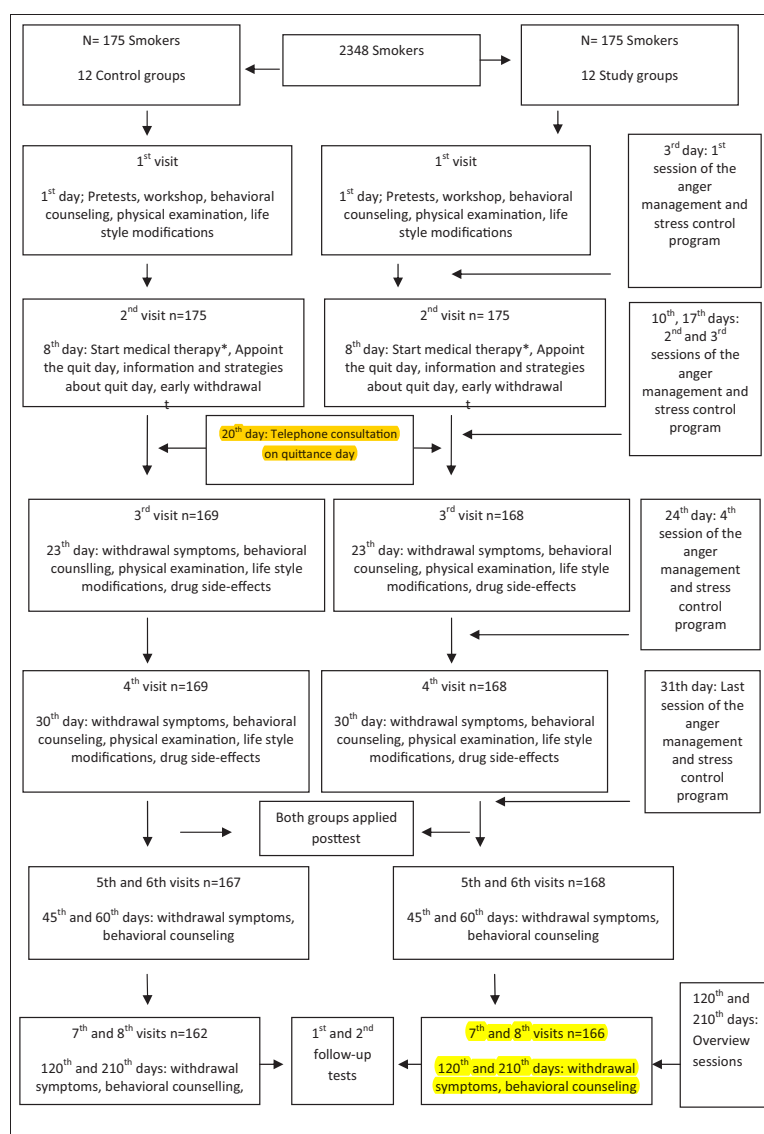 N= 175 Smokers
12 Control groups
2348 Smokers
N= 175 Smokers
12 Study groups
1st visit
1st day; Pretests, workshop, behavioral
counseling, physical examination, life
style modifications
1st visit
1st day; Pretests, workshop, behavioral
counseling, physical examination, life
style modifications
3rd day: 1st
session of the
anger
management and
stress control
program
2nd visit n=175
8th day: Start medical therapy*, Appoint
the quit day, information and strategies
about quit day, early withdrawal
t
2nd visit n= 175
8th day: Start medical therapy*, Appoint
the quit day, information and strategies
about quit day, early withdrawal
t
10th, 17th days:
2nd and 3rd
sessions of the
anger
management and
stress control
program
20th day: Telephone consultation
on quittance day
3rd visit n=169
23th day: withdrawal symptoms, behavioral
counslling, physical examination, life style
modifications, drug side-effects
3rd visit n=168
23th day: withdrawal symptoms, behavioral
counseling, physical examination, life style
modifications, drug side-effects
24th day: 4th
session of the
anger
management
and stress
control
program
4th visit n=169
30th day: withdrawal symptoms, behavioral
counseling, physical examination, life style
modifications, drug side-effects
4th visit n=168
30th day: withdrawal symptoms, behavioral
counseling, physical examination, life style
modifications, drug side-effects
31th day: Last
session of the
anger
management
and stress
control
program
Both groups applied
posttest
5th and 6th visits n=167
45th and 60th days: withdrawal symptoms,
behavioral counseling
5th and 6th visits n=168
45th and 60th days: withdrawal symptoms,
behavioral counseling
7th and 8th visits n=162
120th and 210th days: withdrawal
symptoms, behavioral counselling,
1st and 2nd
follow-up
tests
7th and 8th visits n=166
120th and 210th days: withdrawal
symptoms, behavioral counseling
120th and
210th days:
Overview
sessions